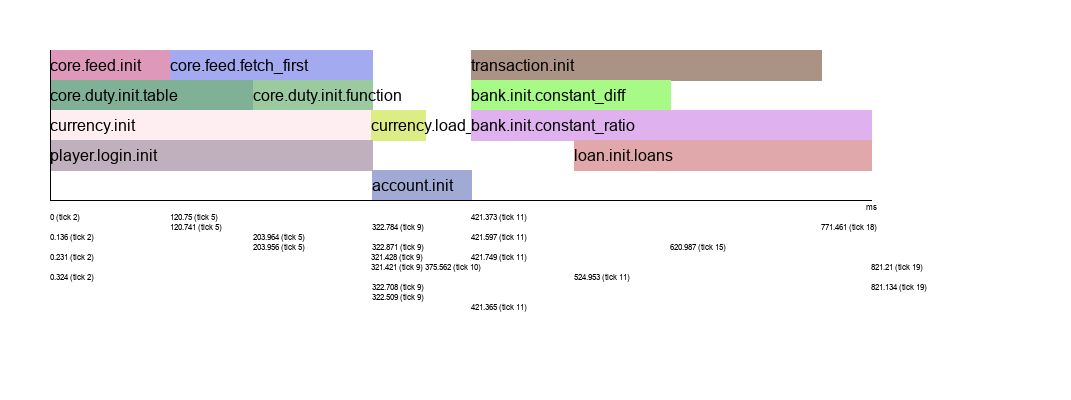 core.feed.init core.feed.fetch_first transaction.init
core.duty.init.table core.duty.init.function bank.init.constant_diff
currency.init currency.load_bank.init.constant_ratio
player.login.init loan.init.loans
account.init
ms
0 (tick 2) 120.75 (tick 5) 421.373 (tick 11)
120.741 (tick 5) 322.784 (tick 9) 771.461 (tick 18)
0.136 (tick 2) 203.964 (tick 5) 421.597 (tick 11)
203.956 (tick 5) 322.871 (tick 9) 620.987 (tick 15)
0.231 (tick 2) 321.428 (tick 9) 421.749 (tick 11)
321.421 (tick 9) 375.562 (tick 10) 821.21 (tick 19)
0.324 (tick 2) 524.953 (tick 11)
322.708 (tick 9) 821.134 (tick 19)
322.509 (tick 9)
421.365 (tick 11)